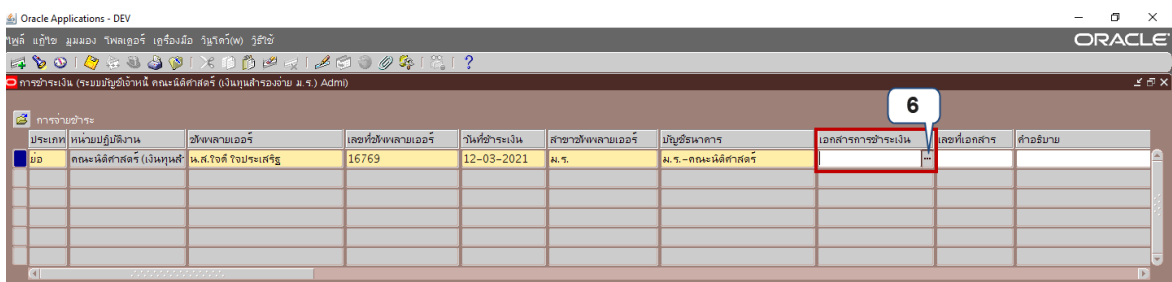 Oracle Applications - DEV
ไฟล์ แก้ไข มุมมอง โฟลเดอร์ เครื่องมือ วินโดว์(w) วิธีใช้
ORACLE
การชำระเงิน (ระบบบัญชีเจ้าหนี้ คณะนิติศาสตร์ (เงินทุนสำรองจ่าย ม.ร.) Admi)
6
การจ่ายชำระ
ประเภท หน่วยปฏิบัติงาน ซัพพลายเออร์ เลขที่ซัพพลายเออร์ วันที่ชำระเงิน สาขาซัพพลายเออร์ บัญชีธนาคาร เอกสารการชำระเงิน เลขที่เอกสาร คำอธิบาย
ย่อ คณะนิติศาสตร์ (เงินทุนสำ น.ส.ใจดี ใจประเสริฐ 16769 12-03-2021 ม.ร. ม.ร.-คณะนิติศาสตร์